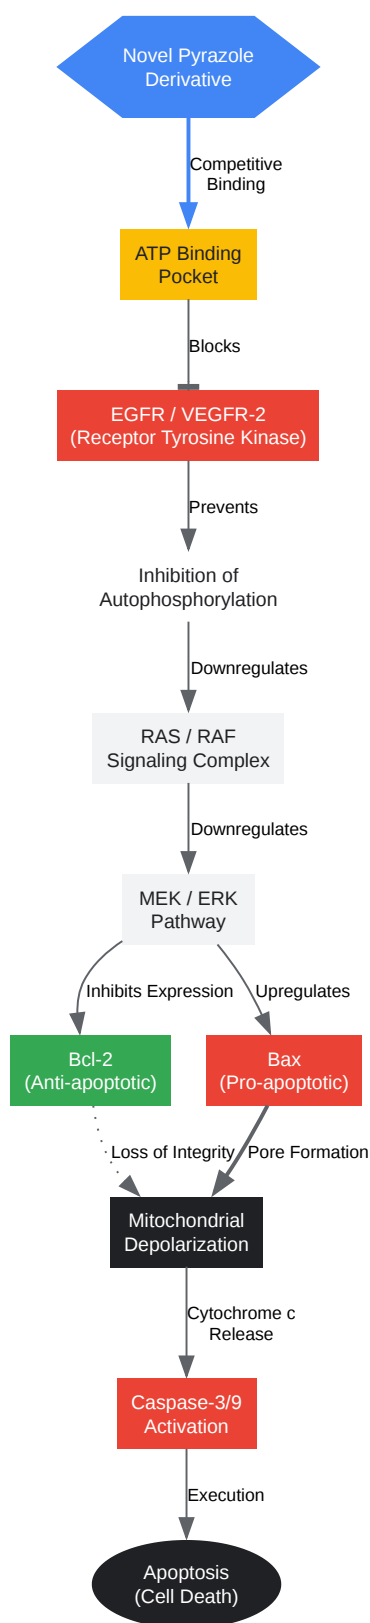 Novel Pyrazole
Derivative
Competitive
Binding
ATP Binding
Pocket
Blocks
EGFR / VEGFR-2
(Receptor Tyrosine Kinase)
Prevents
Inhibition of
Autophosphorylation
Downregulates
RAS / RAF
Signaling Complex
Downregulates
MEK / ERK
Pathway
Inhibits Expression
Upregulates
Bcl-2
(Anti-apoptotic)
Bax
(Pro-apoptotic)
Loss of Integrity
Pore Formation
Mitochondrial
Depolarization
Cytochrome c
Release
Caspase-3/9
Activation
Execution
Apoptosis
(Cell Death)